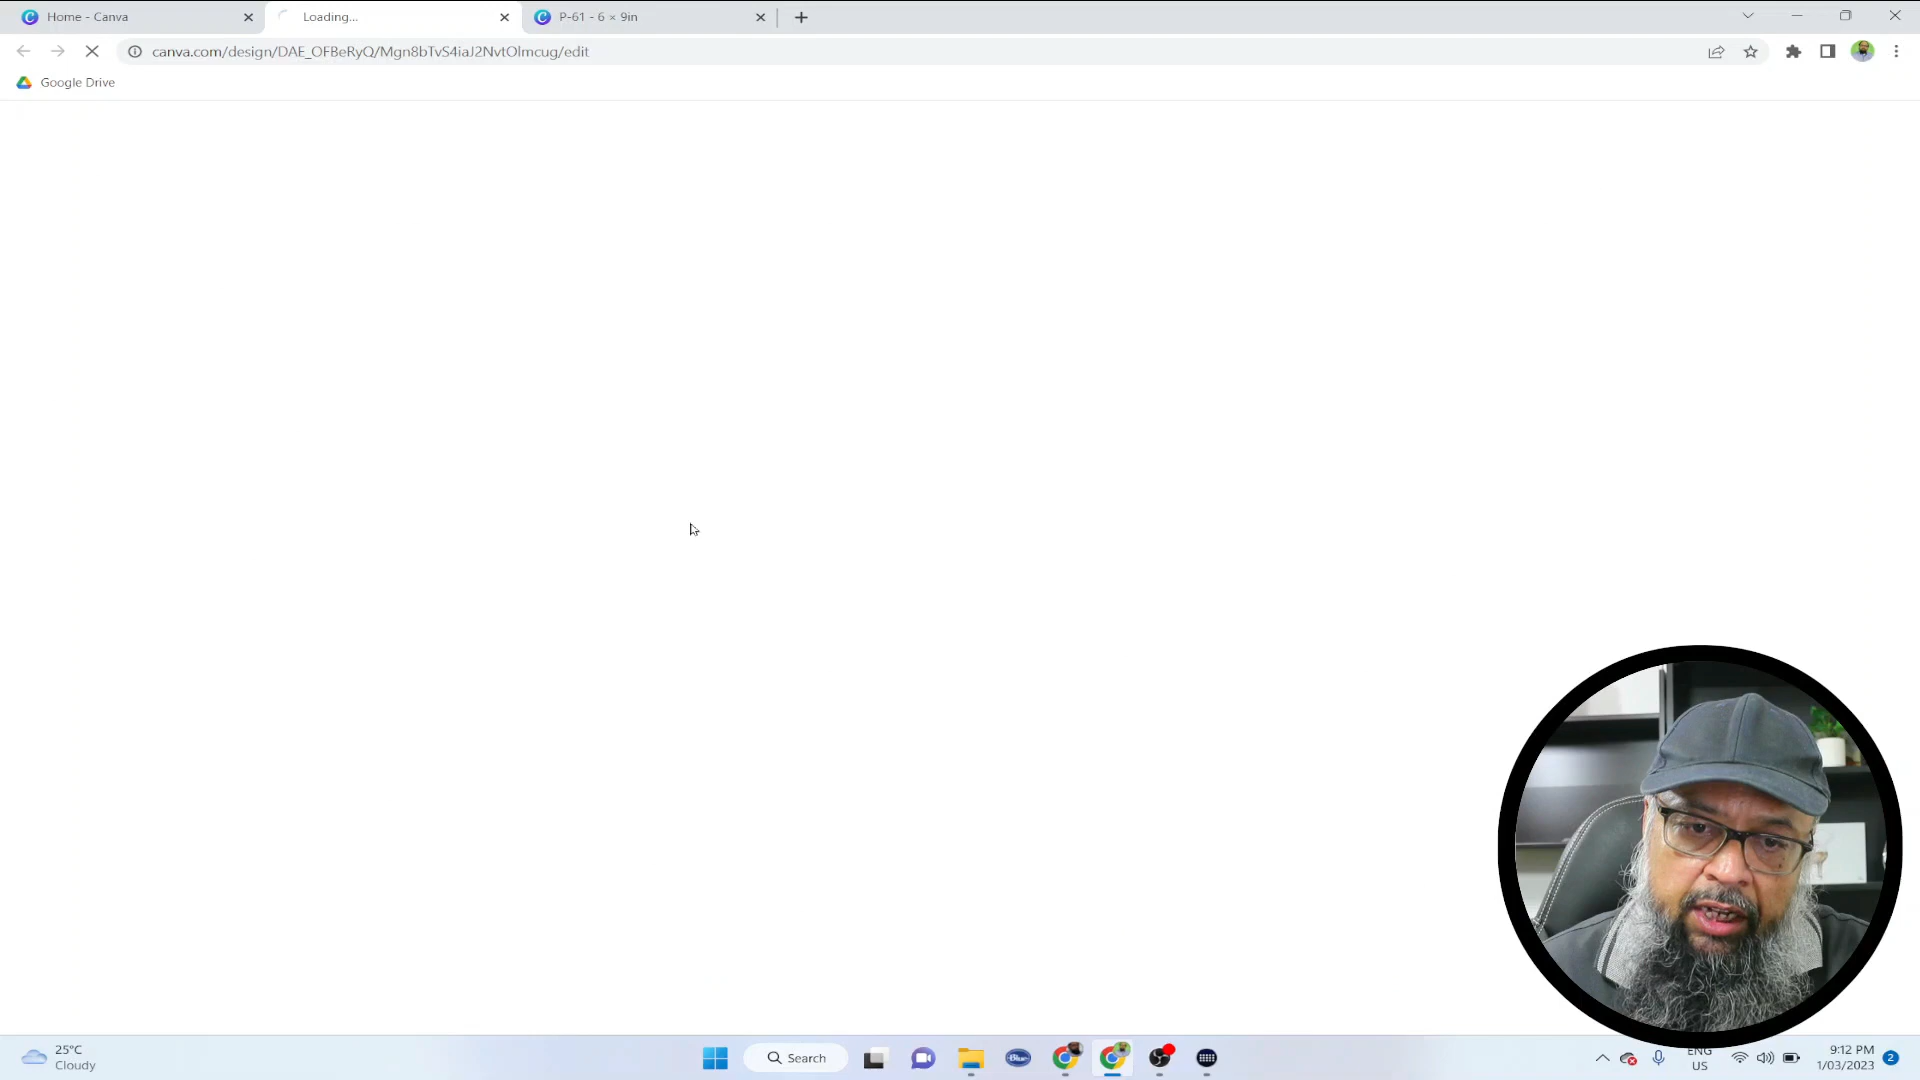 Home - Canva
Loading...
P-61 - 6 × 9in
canva.com/design/DAE_OFBeRyQ/Mgn8bTvS4iaJ2NvtOlmcug/edit
Google Drive
25°C
Cloudy
Search
Blue
ENG
US
9:12 PM
1/03/2023
2